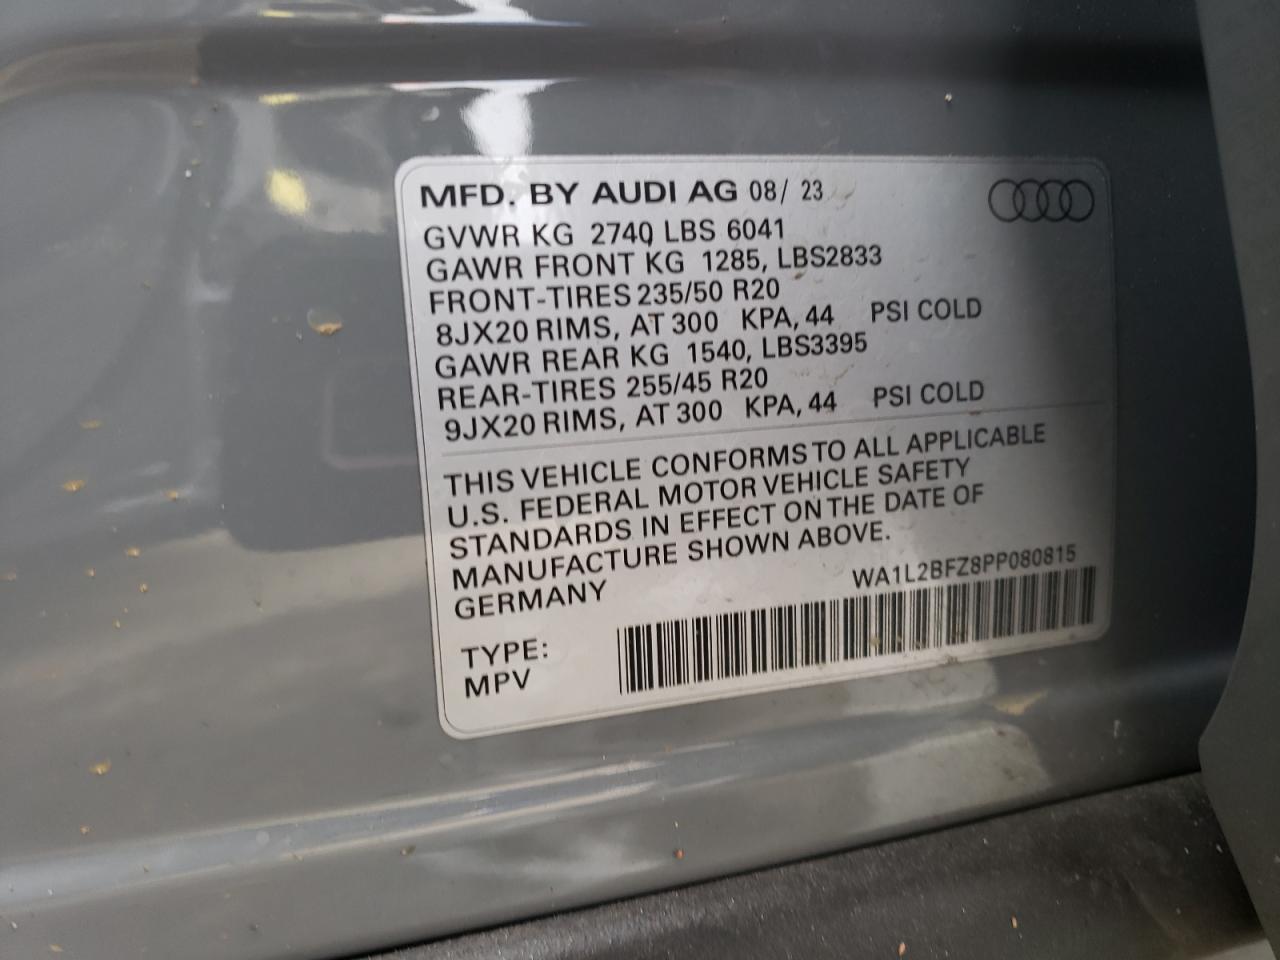 MFD. BY AUDI AG 08/ 23
GVWR KG 2740 LBS 6041
GAWR FRONT KG 1285, LBS2833
FRONT-TIRES 235/50 R20
8JX20 RIMS, AT 300 KPA, 44 PSI COLD
GAWR REAR KG 1540, LBS3395
REAR-TIRES 255/45 R20
9JX20 RIMS, AT 300 KPA, 44 PSI COLD
THIS VEHICLE CONFORMS TO ALL APPLICABLE
U.S. FEDERAL MOTOR VEHICLE SAFETY
STANDARDS IN EFFECT ON THE DATE OF
MANUFACTURE SHOWN ABOVE.
GERMANY
WA1L2BFZ8PP080815
TYPE:
MPV